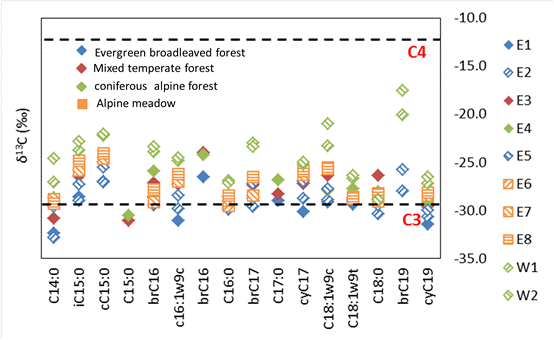 -10.0
-15.0
-20.0
-25.0
-30.0
-35.0
δ¹³C (‰)
C4
C3
Evergreen broadleaved forest
Mixed temperate forest
coniferous alpine forest
Alpine meadow
E1
E2
E3
E4
E5
E6
E7
E8
W1
W2
C14:0
iC15:0
cC15:0
C15:0
brC16
c16:1w9c
brC16
C16:0
brC17
C17:0
cyC17
C18:1w9c
C18:1w9t
C18:0
brC19
cyC19